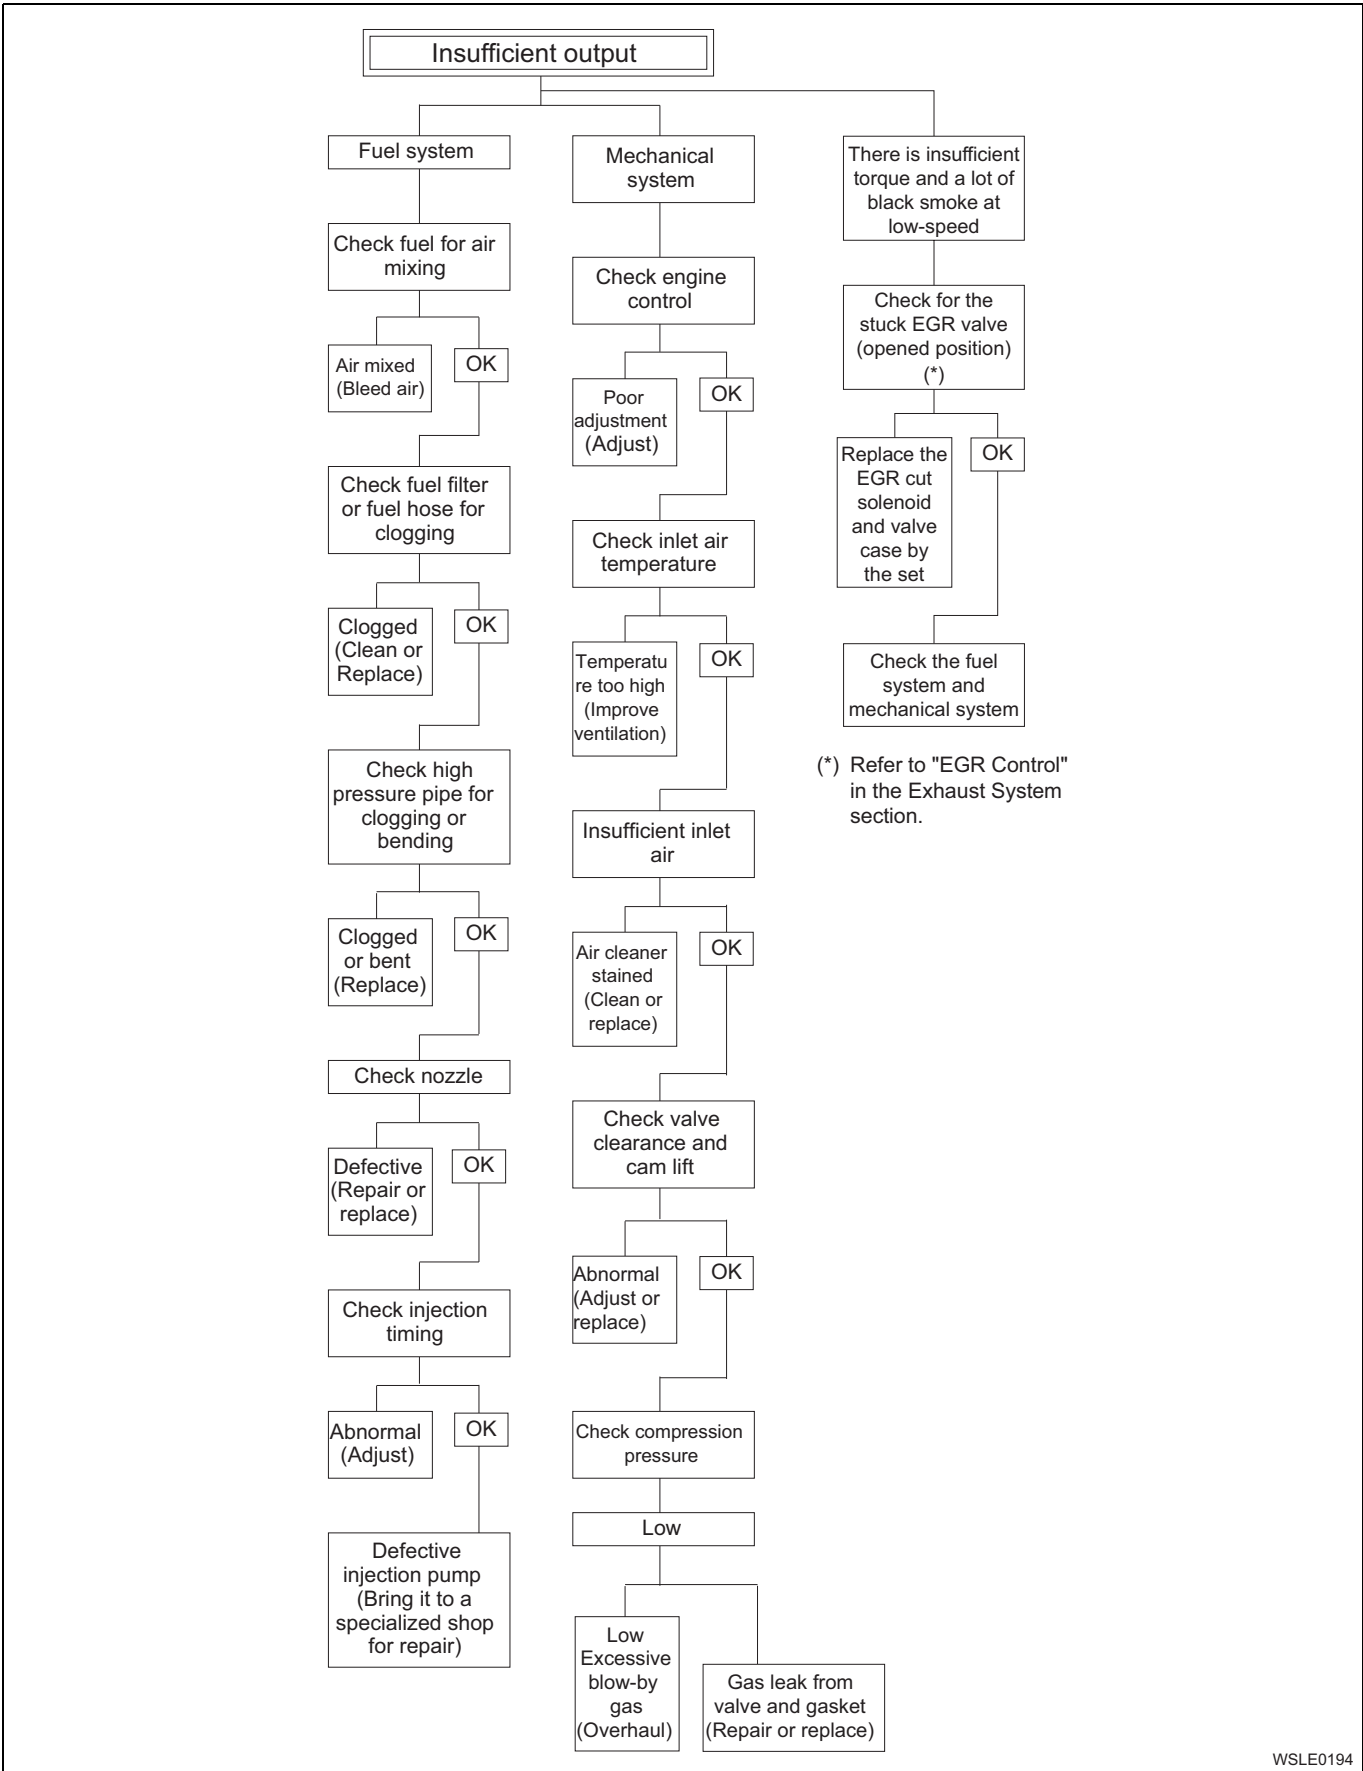 Insufficient output
Fuel system
Check fuel for air
mixing
Air mixed
(Bleed air)
OK
Check fuel filter
or fuel hose for
clogging
Clogged
(Clean or
Replace)
OK
Check high
pressure pipe for
clogging or
bending
Clogged
or bent
(Replace)
OK
Check nozzle
Defective
(Repair or
replace)
OK
Check injection
timing
Abnormal
(Adjust)
OK
Defective
injection pump
(Bring it to a
specialized shop
for repair)
Mechanical
system
Check engine
control
Poor
adjustment
(Adjust)
OK
Check inlet air
temperature
Temperatu
re too high
(Improve
ventilation)
OK
Insufficient inlet
air
Air cleaner
stained
(Clean or
replace)
OK
Check valve
clearance and
cam lift
Abnormal
(Adjust or
replace)
OK
Check compression
pressure
Low
Low
Excessive
blow-by
gas
(Overhaul)
Gas leak from
valve and gasket
(Repair or replace)
There is insufficient
torque and a lot of
black smoke at
low-speed
Check for the
stuck EGR valve
(opened position)
(*)
Replace the
EGR cut
solenoid
and valve
case by
the set
OK
Check the fuel
system and
mechanical system
(*) Refer to "EGR Control"
in the Exhaust System
section.
WSLE0194